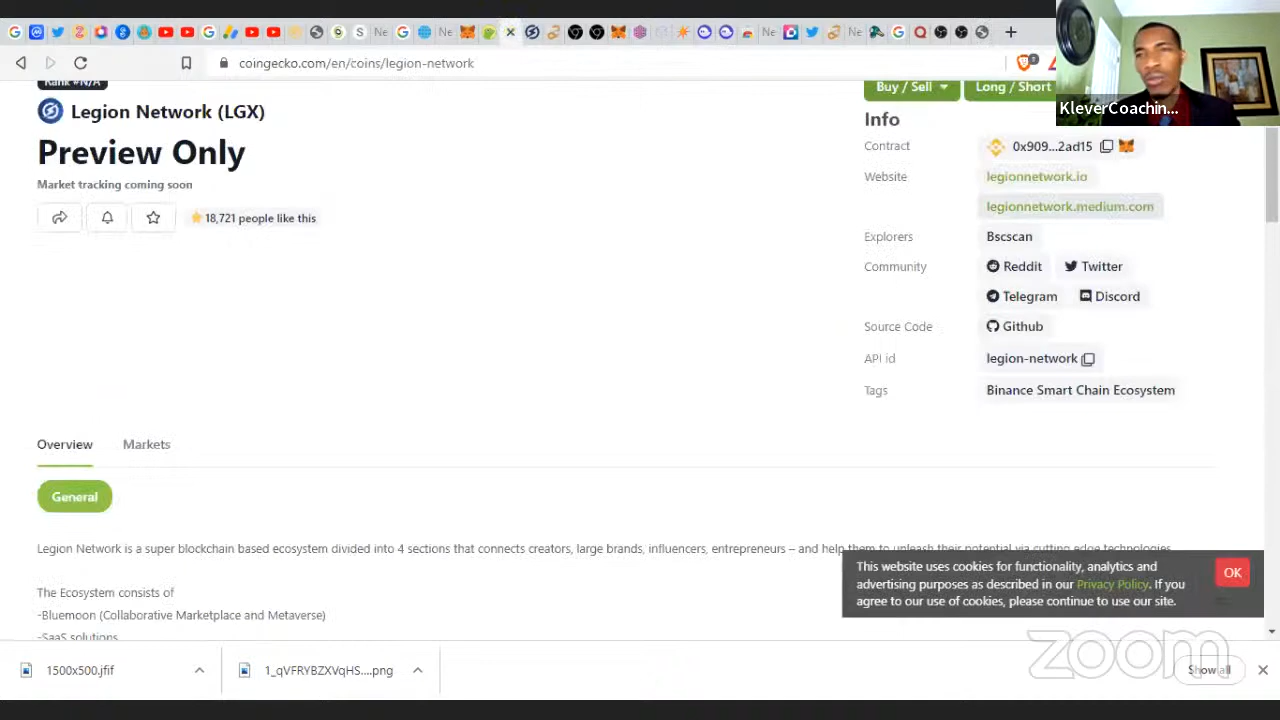 Ne
Ne
Ne
Ne
coingecko.com/en/coins/legion-network
KleverCoachin...
Rank #N/A
Legion Network (LGX)
Preview Only
Market tracking coming soon
18,721 people like this
Buy / Sell
Long / Short
Info
Contract
0x909...2ad15
Website
legionnetwork.io
legionnetwork.medium.com
Explorers
Bscscan
Community
Reddit
Twitter
Telegram
Discord
Source Code
Github
API id
legion-network
Tags
Binance Smart Chain Ecosystem
Overview
Markets
General
Legion Network is a super blockchain based ecosystem divided into 4 sections that connects creators, large brands, influencers, entrepreneurs – and help them to unleash their potential via cutting edge technologies.
The Ecosystem consists of
-Bluemoon (Collaborative Marketplace and Metaverse)
-SaaS solutions
This website uses cookies for functionality, analytics and
advertising purposes as described in our Privacy Policy. If you
agree to our use of cookies, please continue to use our site.
OK
1500x500.jfif
1_qVFRYBZXVqHS....png
Show all
zoom